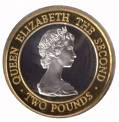 QUEEN ELIZABETH THE SECOND
· TWO POUNDS ·